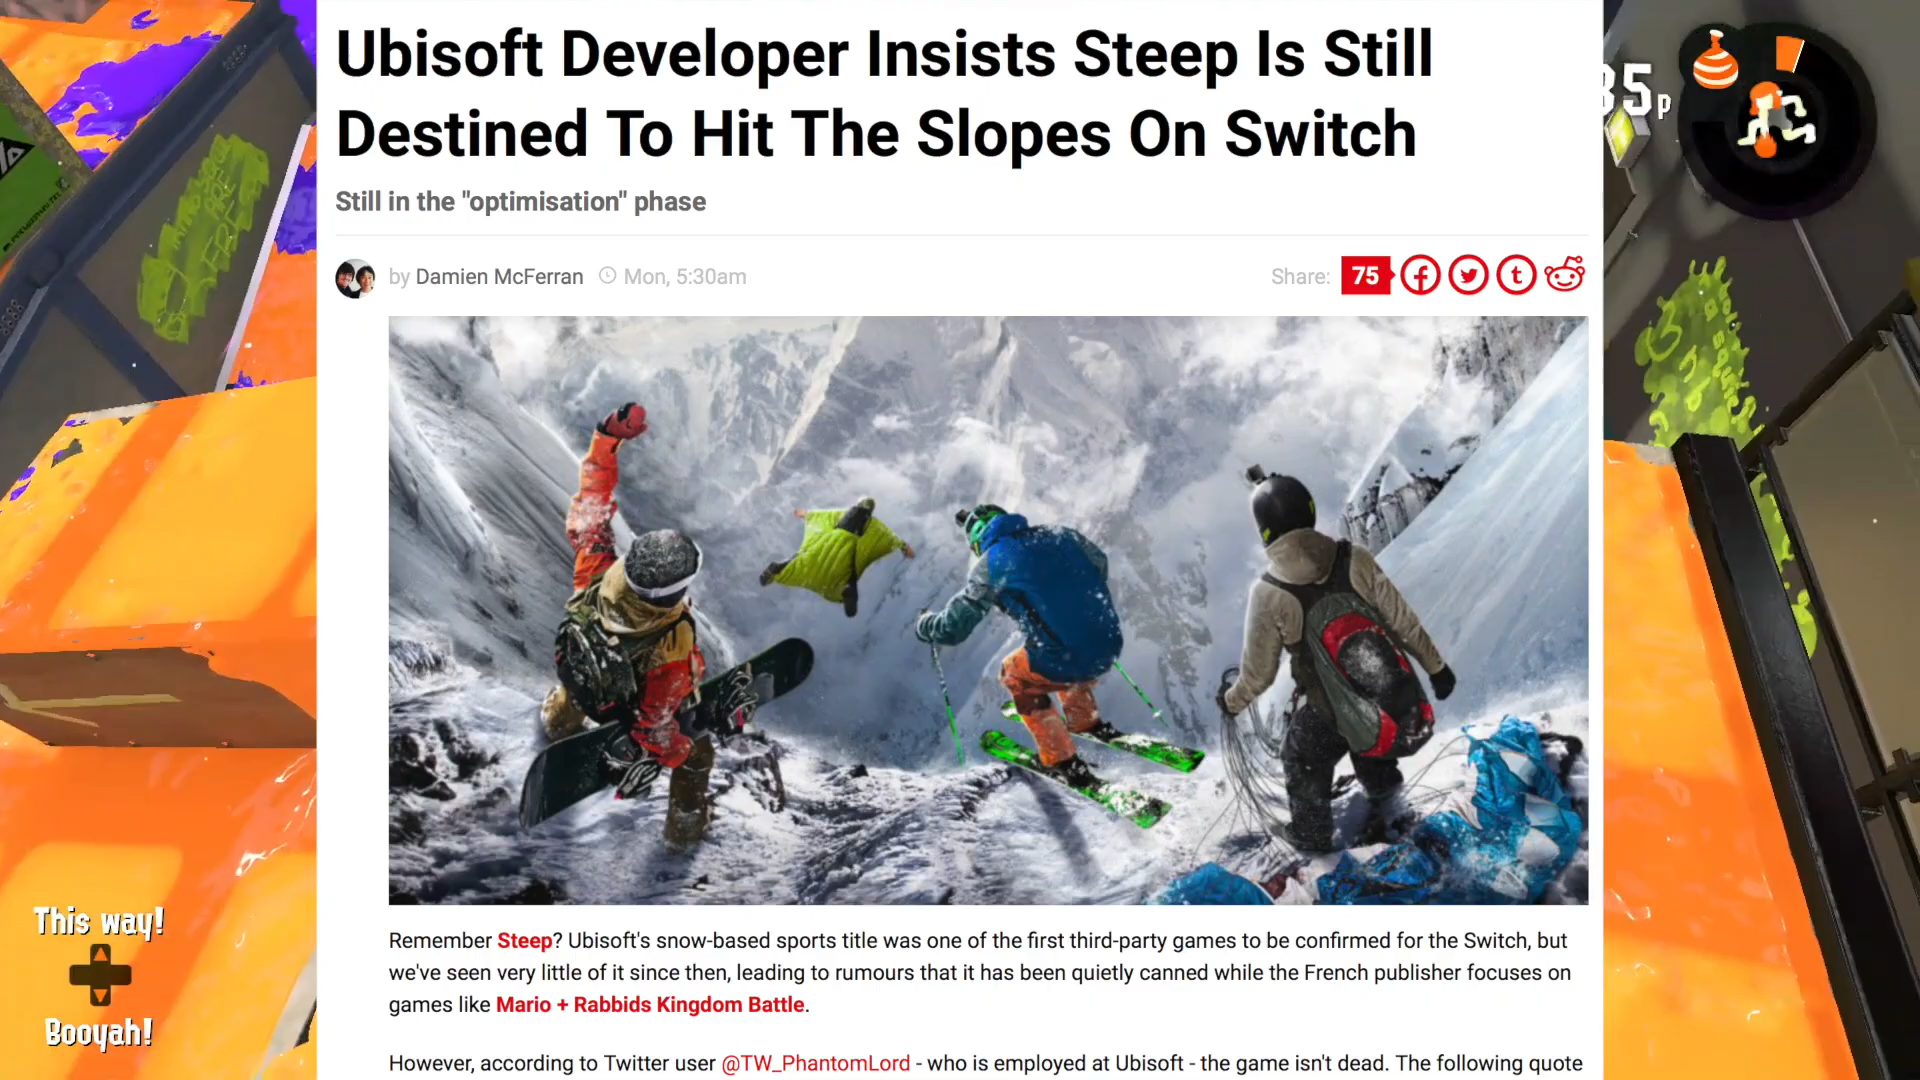 Ubisoft Developer Insists Steep Is Still
Destined To Hit The Slopes On Switch
Still in the "optimisation" phase
by Damien McFerran Mon, 5:30am
Share: 75
Remember Steep? Ubisoft's snow-based sports title was one of the first third-party games to be confirmed for the Switch, but
we've seen very little of it since then, leading to rumours that it has been quietly canned while the French publisher focuses on
games like Mario + Rabbids Kingdom Battle.
However, according to Twitter user @TW_PhantomLord - who is employed at Ubisoft - the game isn't dead. The following quote
This way!
Booyah!